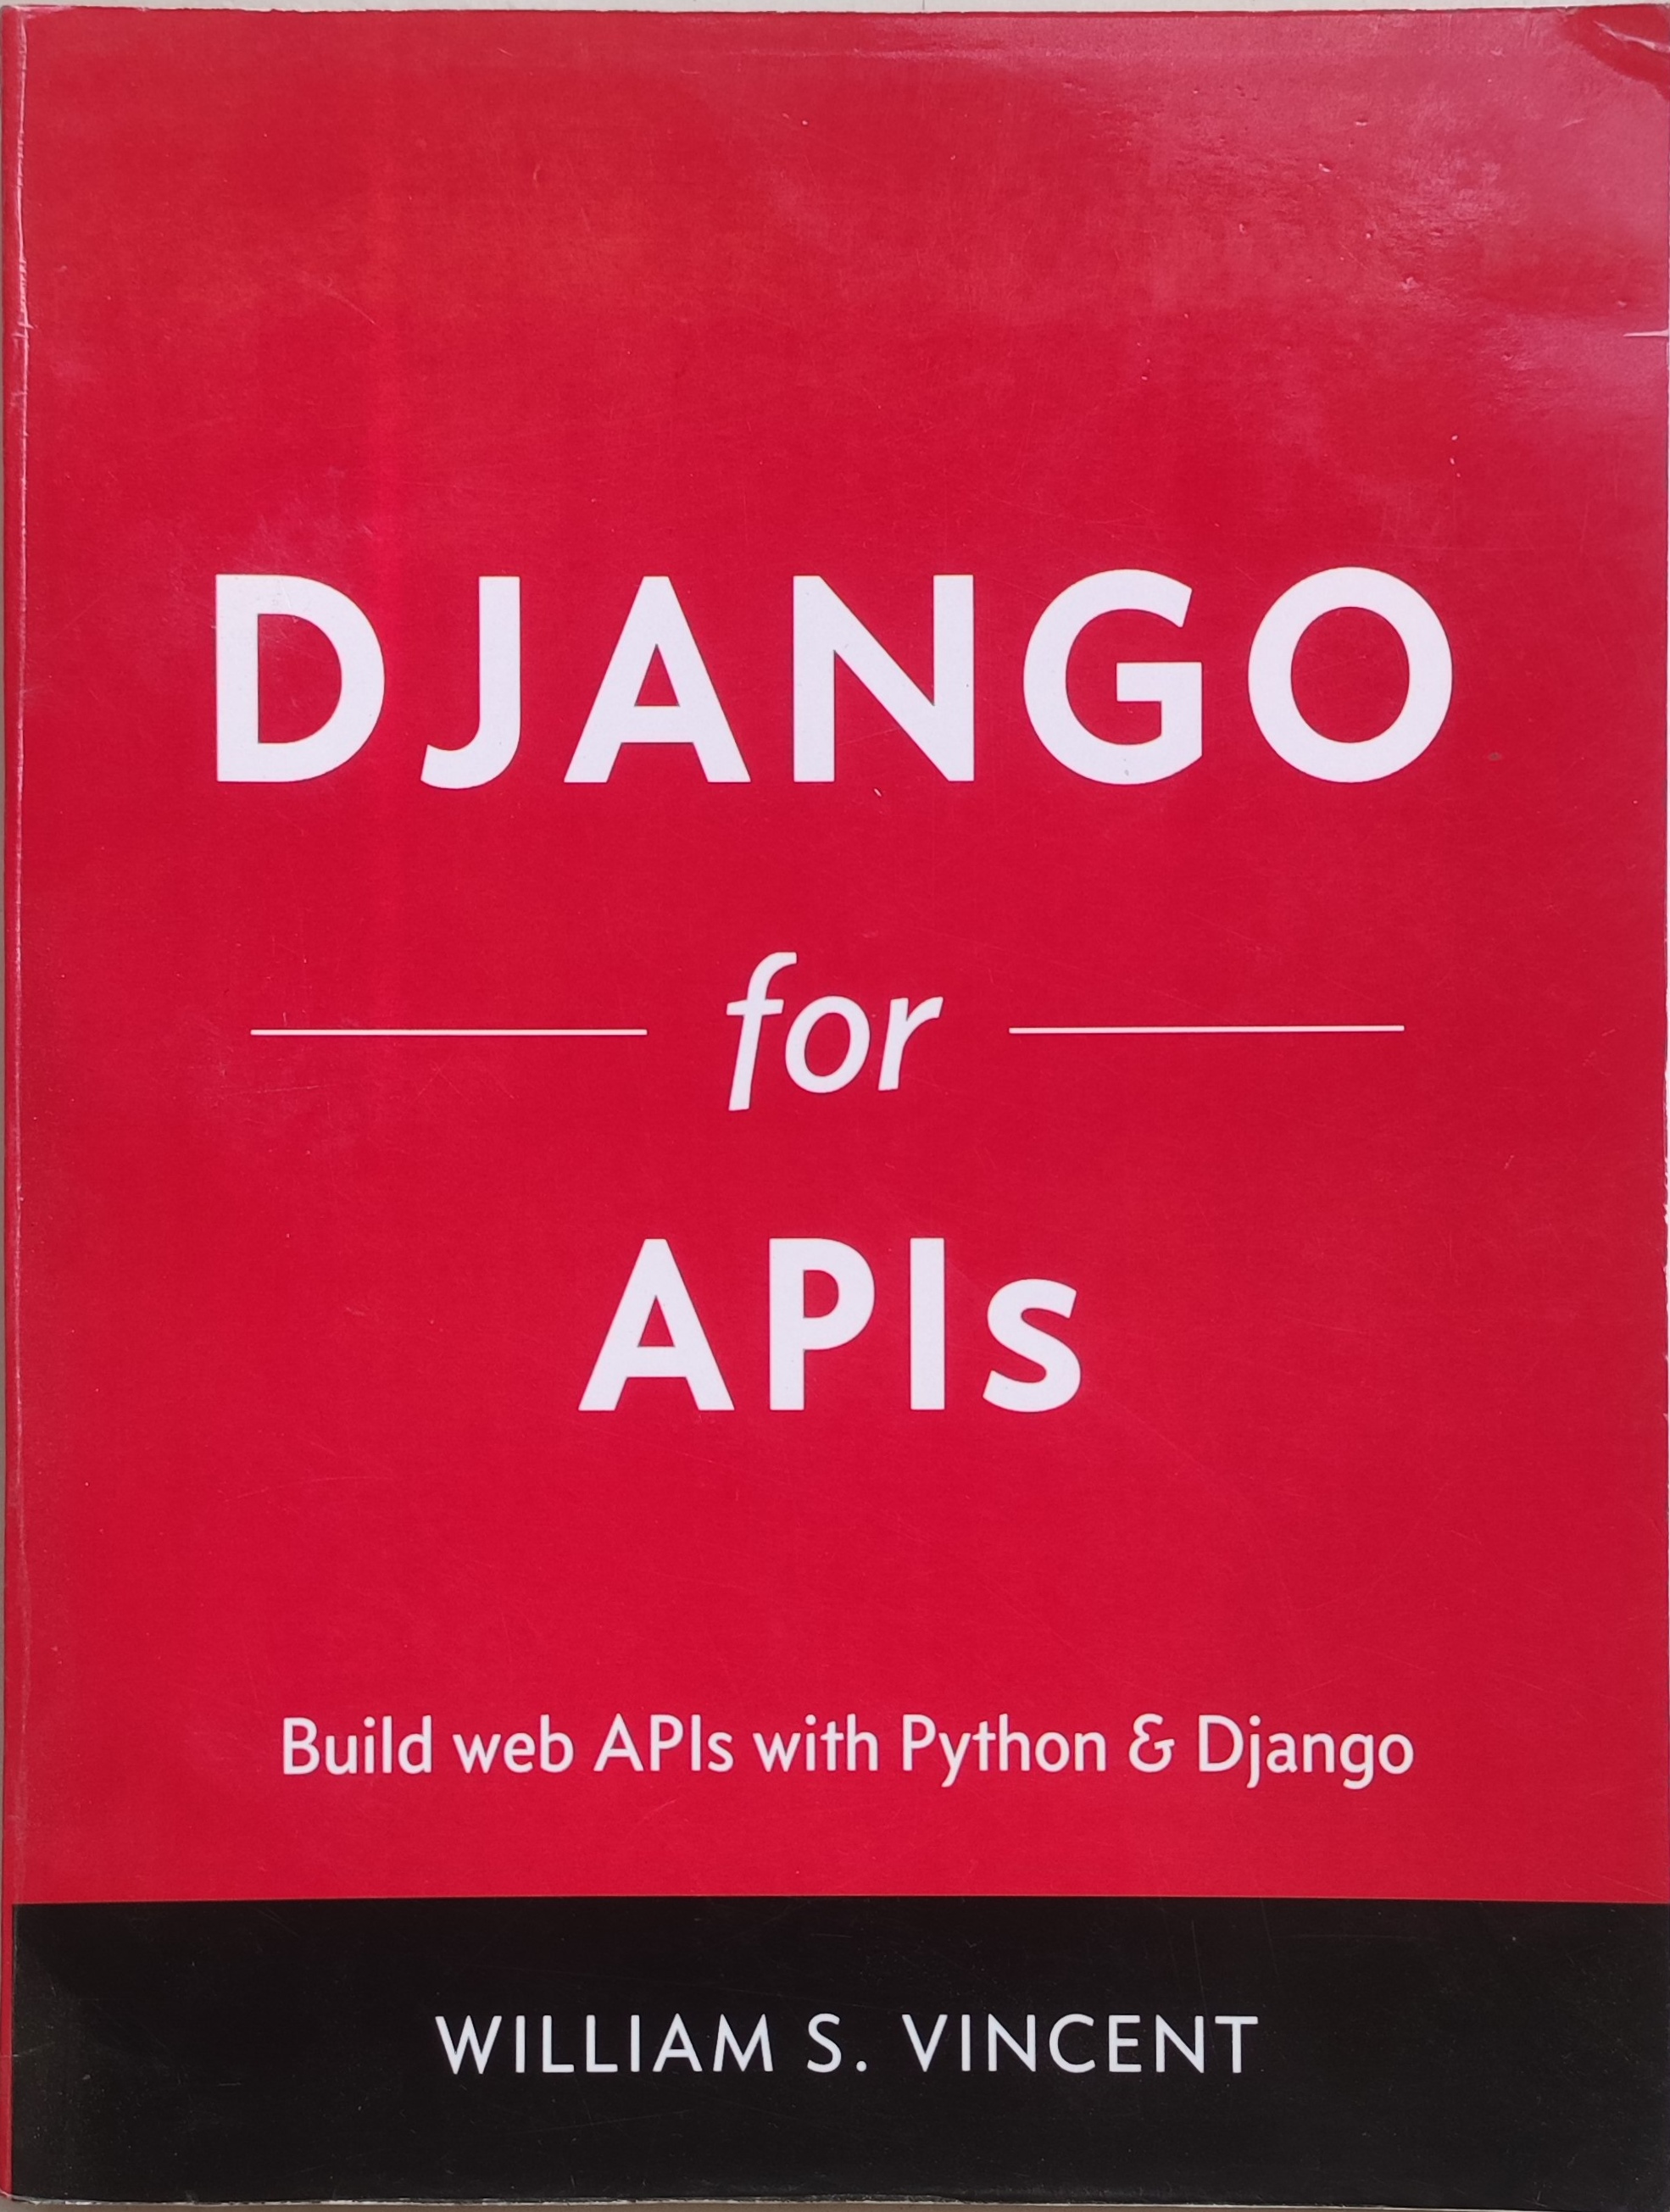 DJANGO
for
APIs
Build web APIs with Python & Django
WILLIAM S. VINCENT